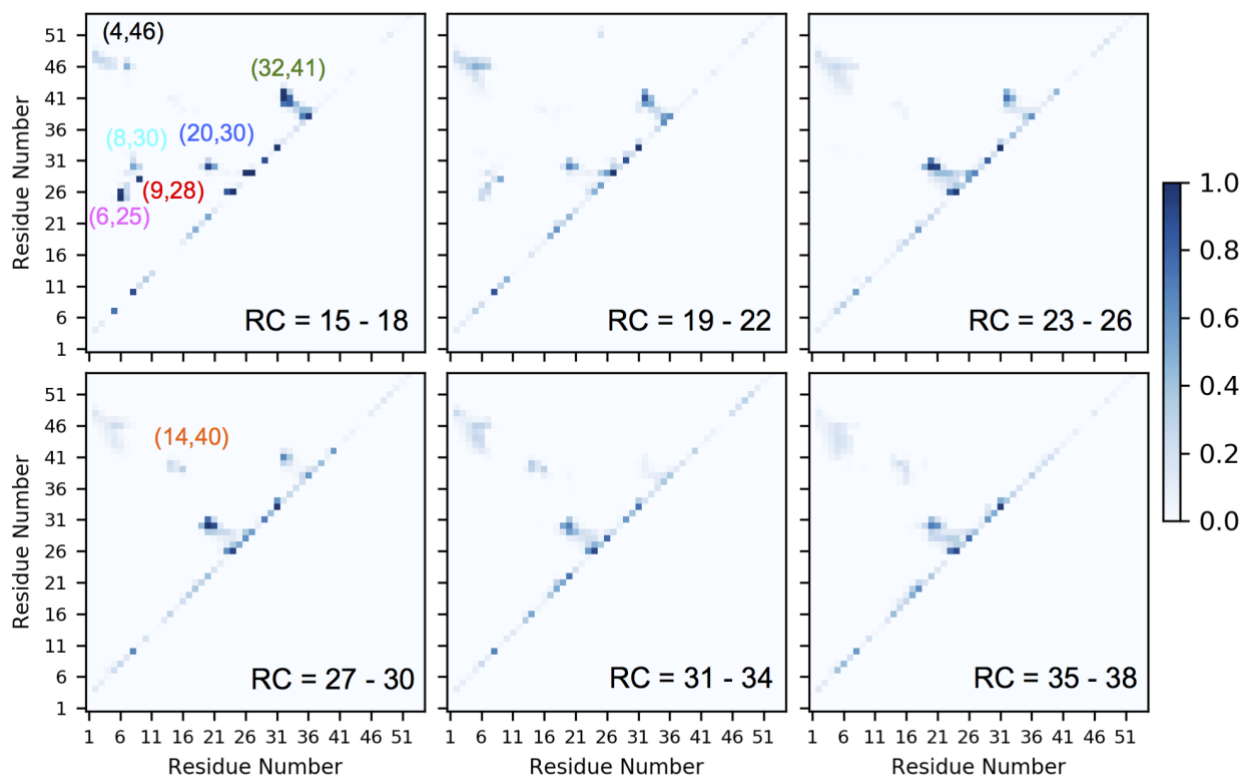 51
46
41
36
31
26
21
16
11
6
1
Residue Number
(4,46)
(32,41)
(8,30)
(20,30)
(9,28)
(6,25)
RC = 15 - 18
RC = 19 - 22
RC = 23 - 26
1.0
0.8
0.6
0.4
0.2
0.0
51
46
41
36
31
26
21
16
11
6
1
Residue Number
(14,40)
RC = 27 - 30
RC = 31 - 34
RC = 35 - 38
1 6 11 16 21 26 31 36 41 46 51
1 6 11 16 21 26 31 36 41 46 51
1 6 11 16 21 26 31 36 41 46 51
Residue Number
Residue Number
Residue Number